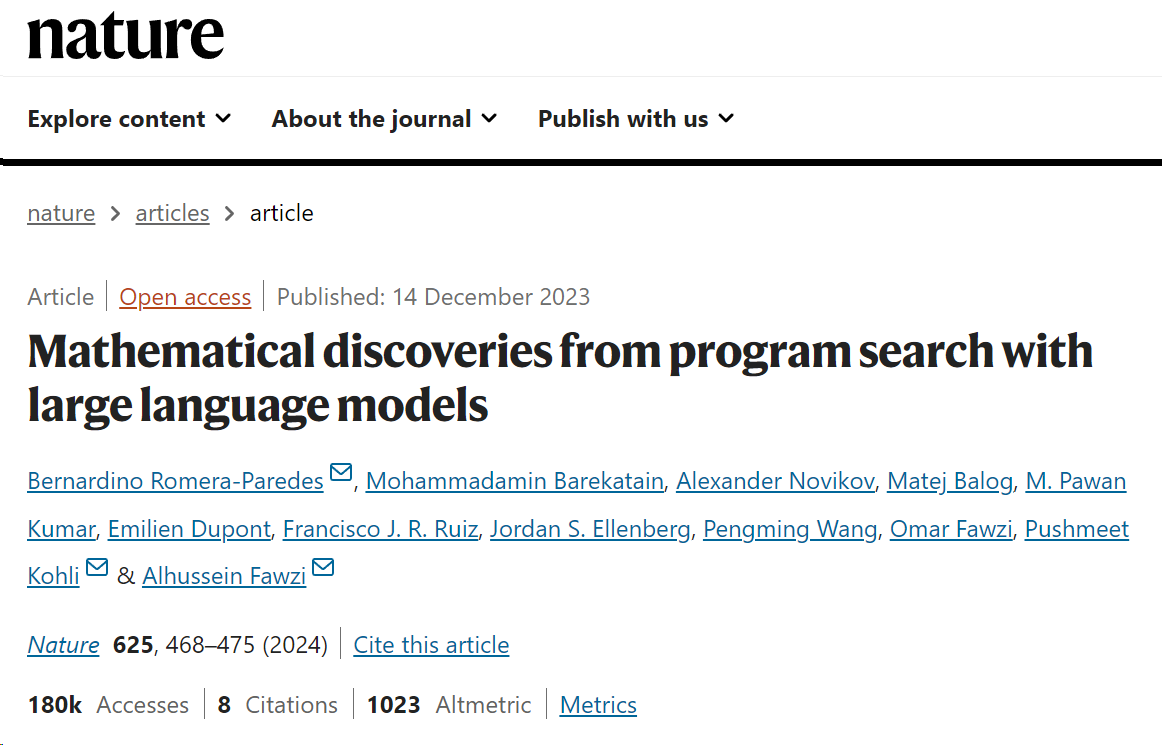 nature
Explore content About the journal Publish with us
nature > articles > article
Article | Open access | Published: 14 December 2023
Mathematical discoveries from program search with
large language models
Bernardino Romera-Paredes, Mohammadamin Barekatain, Alexander Novikov, Matej Balog, M. Pawan
Kumar, Emilien Dupont, Francisco J. R. Ruiz, Jordan S. Ellenberg, Pengming Wang, Omar Fawzi, Pushmeet
Kohli & Alhussein Fawzi
Nature 625, 468–475 (2024) | Cite this article
180k Accesses | 8 Citations | 1023 Altmetric | Metrics